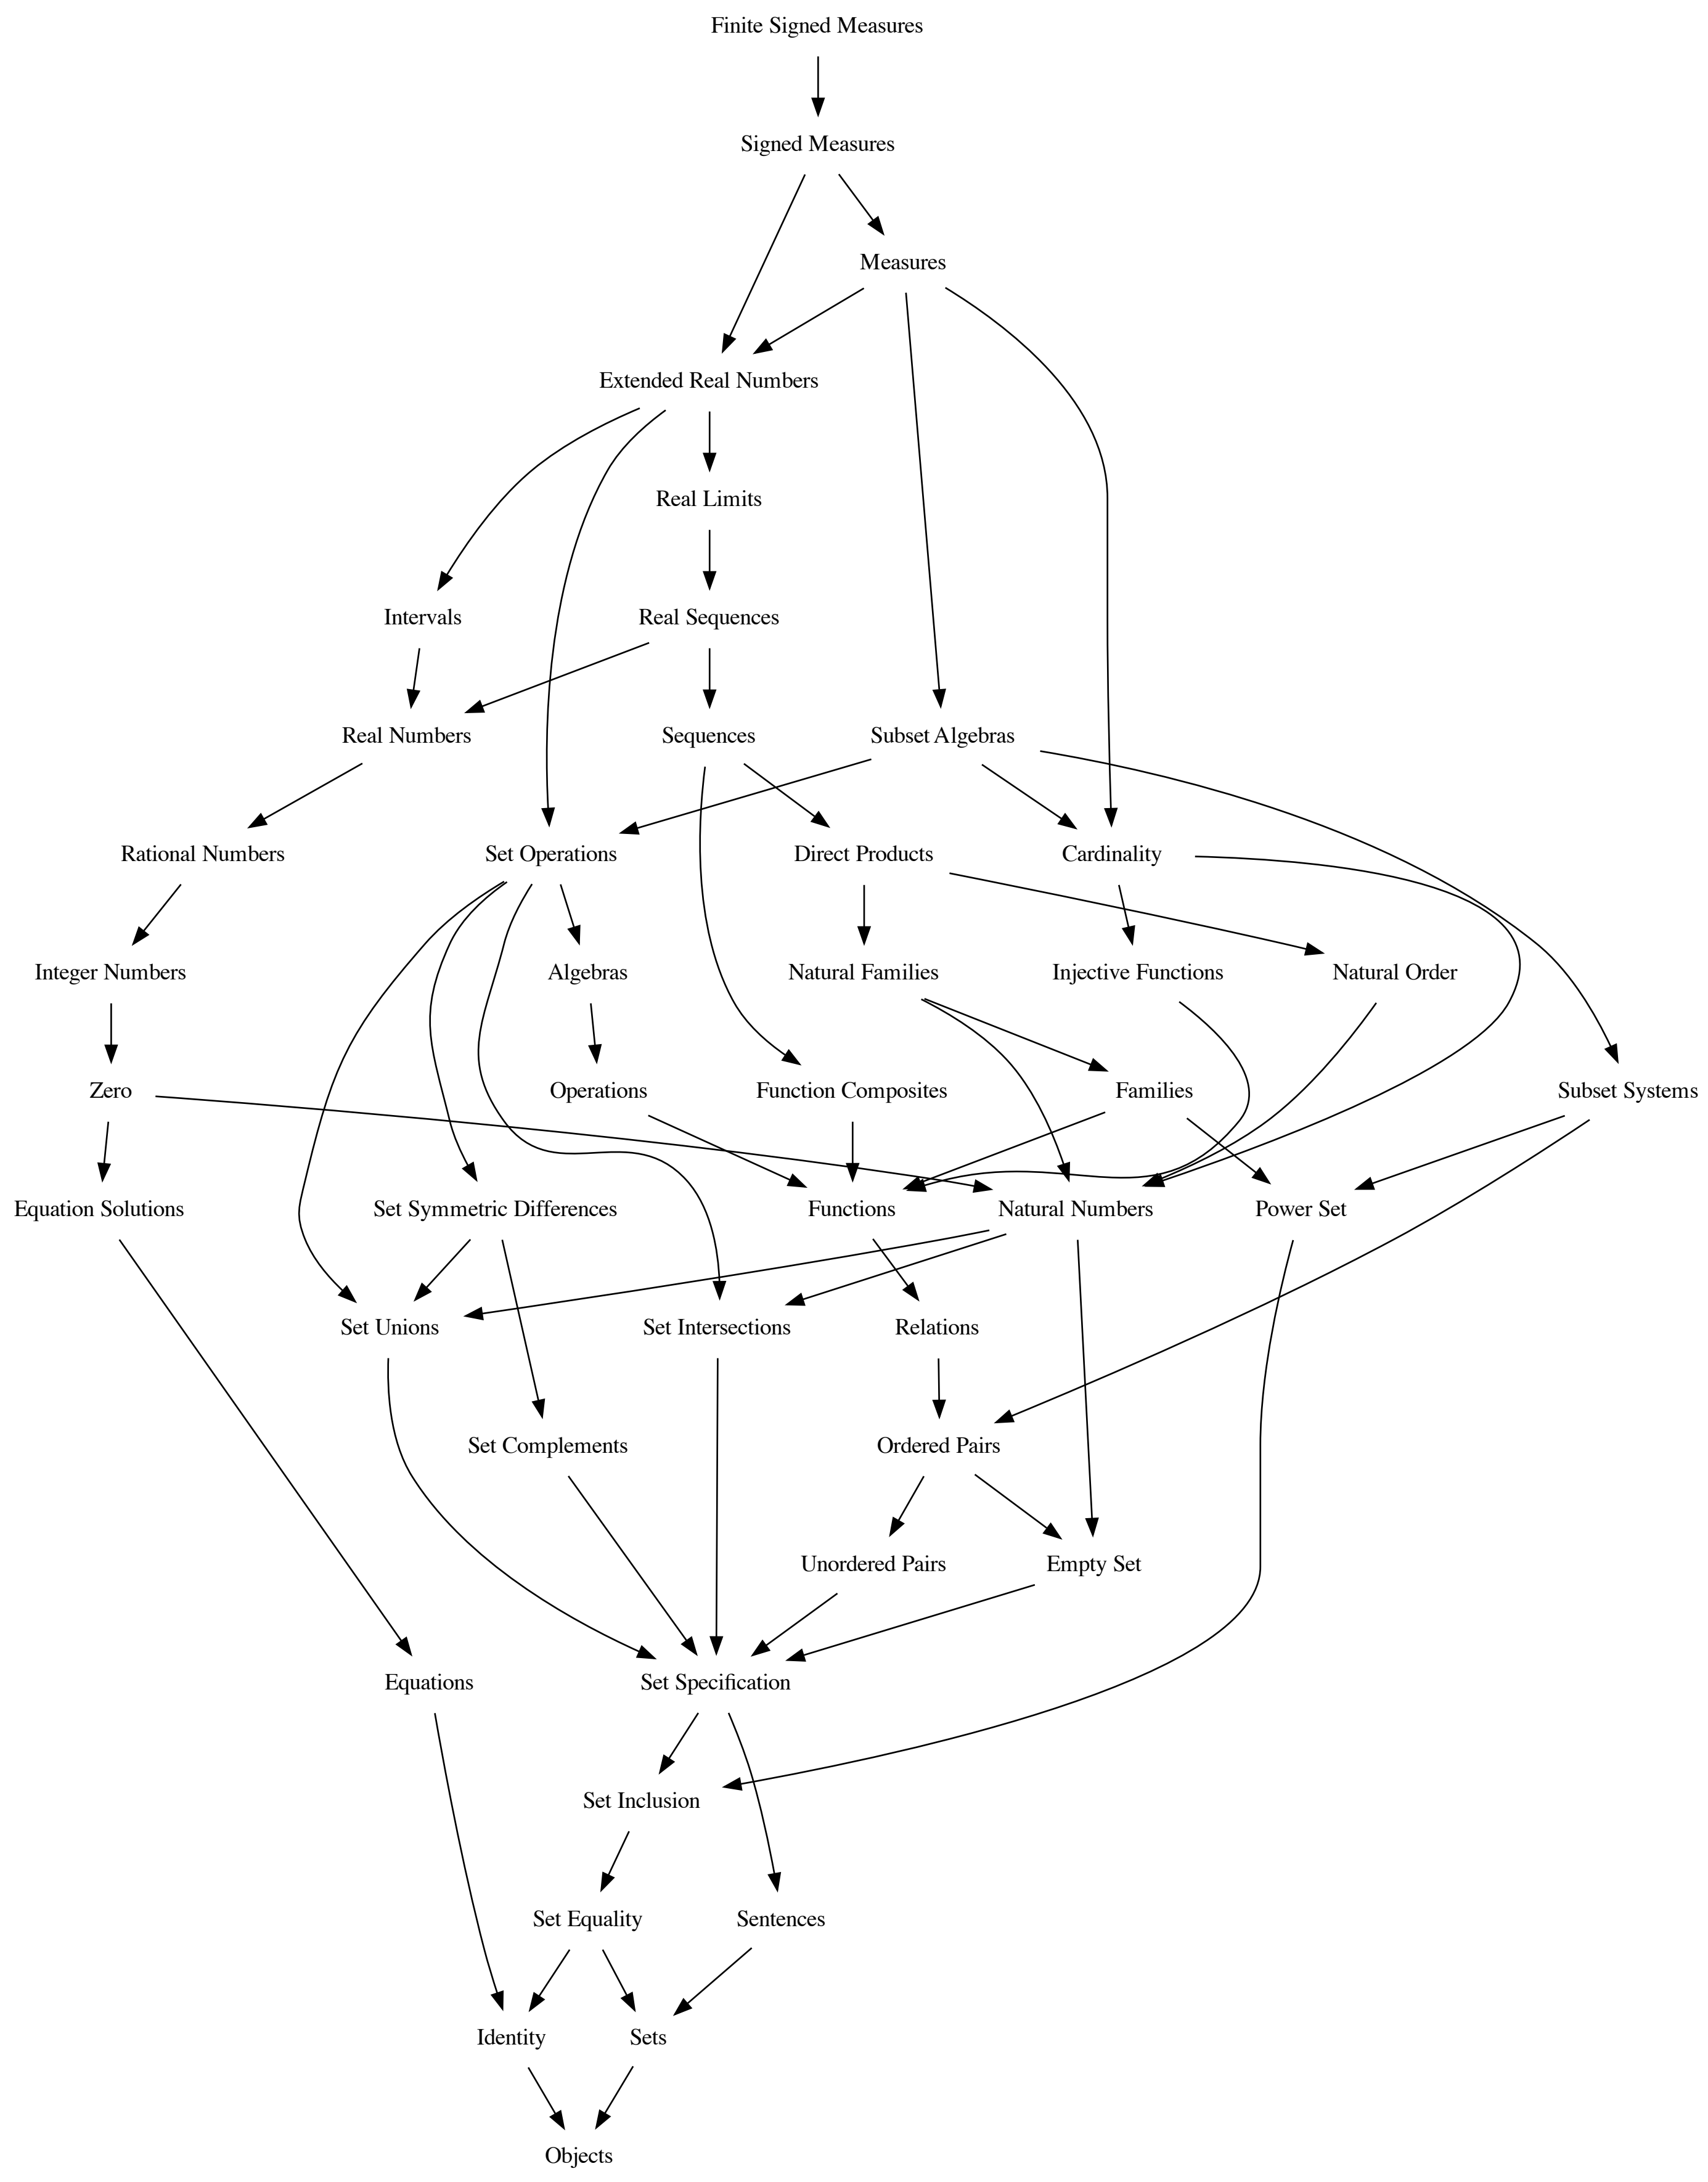 Finite Signed Measures
Signed Measures
Measures
Extended Real Numbers
Real Limits
Intervals
Real Sequences
Real Numbers
Sequences
Subset Algebras
Rational Numbers
Set Operations
Direct Products
Cardinality
Integer Numbers
Algebras
Natural Families
Injective Functions
Natural Order
Zero
Operations
Function Composites
Families
Subset Systems
Equation Solutions
Set Symmetric Differences
Functions
Natural Numbers
Power Set
Set Unions
Set Intersections
Relations
Set Complements
Ordered Pairs
Unordered Pairs
Empty Set
Equations
Set Specification
Set Inclusion
Set Equality
Sentences
Identity
Sets
Objects